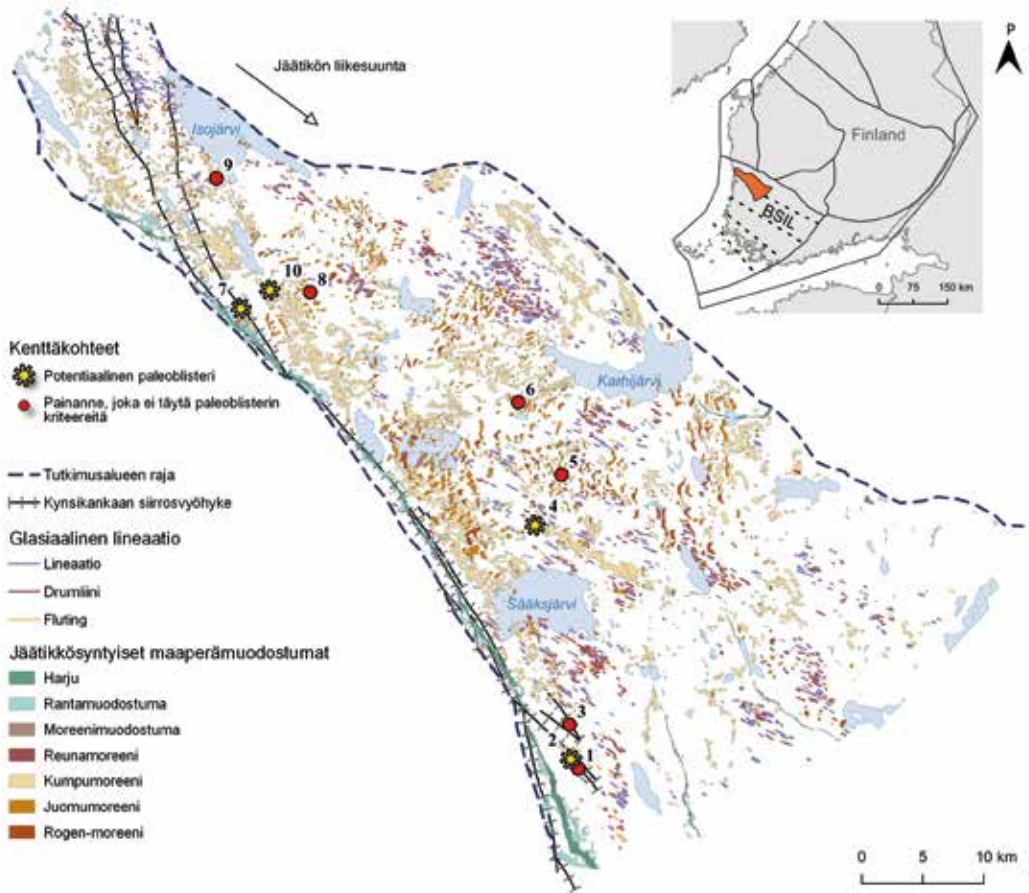 Jäätikön liikesuunta
P
Finland
BSIL
0 75 150 km
Isojärvi
9
10
8
7
Karhijärvi
6
5
4
Sääksjärvi
3
2
1
Kenttäkohteet
Potentiaalinen paleoblisteri
Painanne, joka ei täytä paleoblisterin
kriteereitä
Tutkimusalueen raja
Kynsikankaan siirrosvyöhyke
Glasiaalinen lineaatio
Lineaatio
Drumliini
Fluting
Jäätikkösyntyiset maaperämuodostumat
Harju
Rantamuodostuma
Moreenimuodostuma
Reunamoreeni
Kumpumoreeni
Juomumoreeni
Rogen-moreeni
0 5 10 km